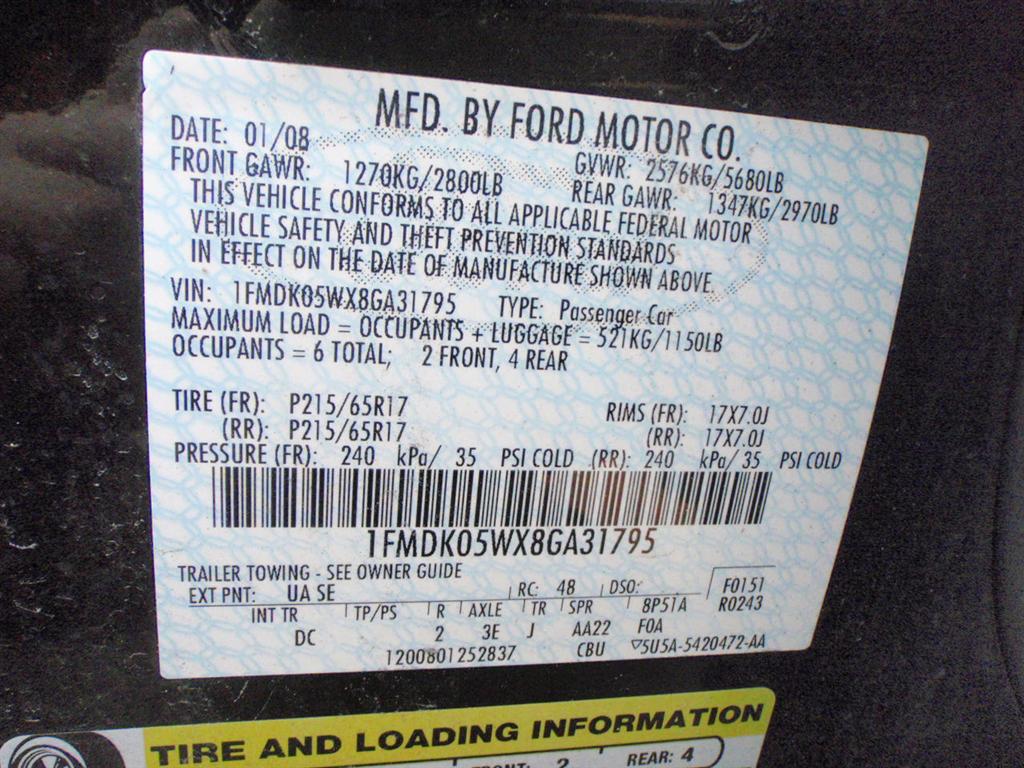 MFD. BY FORD MOTOR CO.
DATE: 01/08 GVWR: 2576KG/5680LB
FRONT GAWR: 1270KG/2800LB REAR GAWR: 1347KG/2970LB
THIS VEHICLE CONFORMS TO ALL APPLICABLE FEDERAL MOTOR
VEHICLE SAFETY AND THEFT PREVENTION STANDARDS
IN EFFECT ON THE DATE OF MANUFACTURE SHOWN ABOVE.
VIN: 1FMDK05WX8GA31795 TYPE: Passenger Car
MAXIMUM LOAD = OCCUPANTS + LUGGAGE = 521KG/1150LB
OCCUPANTS = 6 TOTAL; 2 FRONT, 4 REAR
TIRE (FR): P215/65R17 RIMS (FR): 17X7.0J
(RR): P215/65R17 (RR): 17X7.0J
PRESSURE (FR): 240 kPa/ 35 PSI COLD (RR): 240 kPa/ 35 PSI COLD
1FMDK05WX8GA31795
TRAILER TOWING - SEE OWNER GUIDE
EXT PNT: UA SE RC: 48 DSO: F0151
INT TR TP/PS R AXLE TR SPR 8P51A R0243
DC 2 3E J AA22 FOA
1200801252837 CBU ▽5U5A-5420472-AA
TIRE AND LOADING INFORMATION
FRONT: 2 REAR: 4